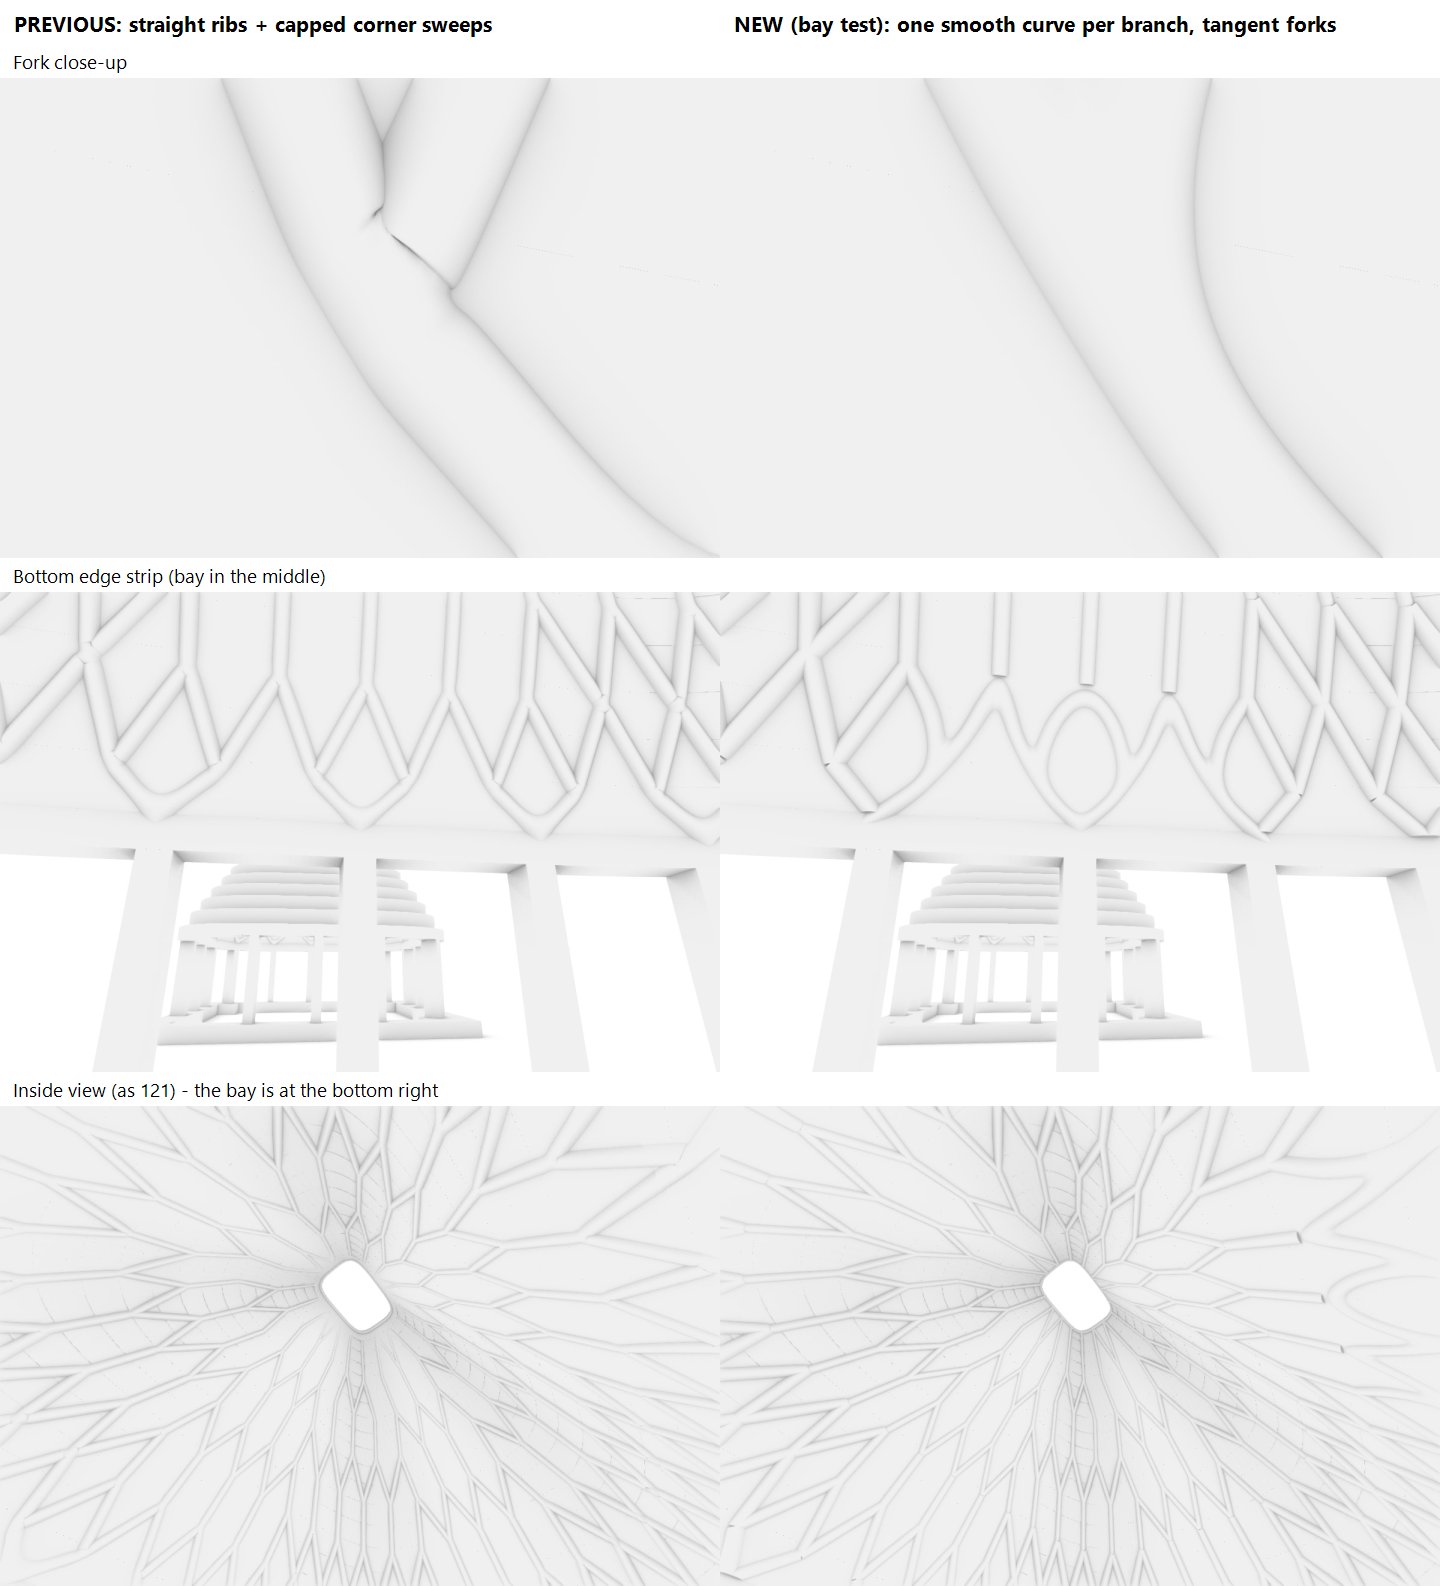 PREVIOUS: straight ribs + capped corner sweeps
NEW (bay test): one smooth curve per branch, tangent forks
Fork close-up
Bottom edge strip (bay in the middle)
Inside view (as 121) - the bay is at the bottom right